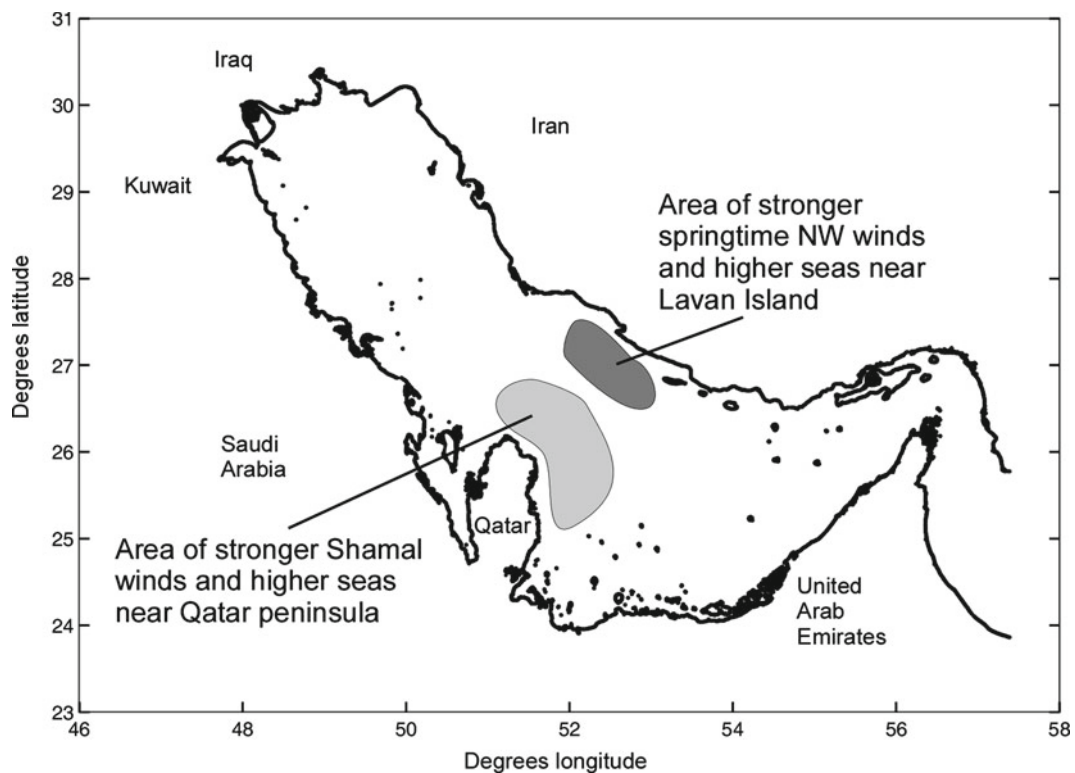 31
30
29
28
27
26
25
24
23
46
48
50
52
54
56
58
Degrees latitude
Degrees longitude
Iraq
Iran
Kuwait
Area of stronger
springtime NW winds
and higher seas near
Lavan Island
Saudi
Arabia
Qatar
Area of stronger Shamal
winds and higher seas
near Qatar peninsula
United
Arab
Emirates